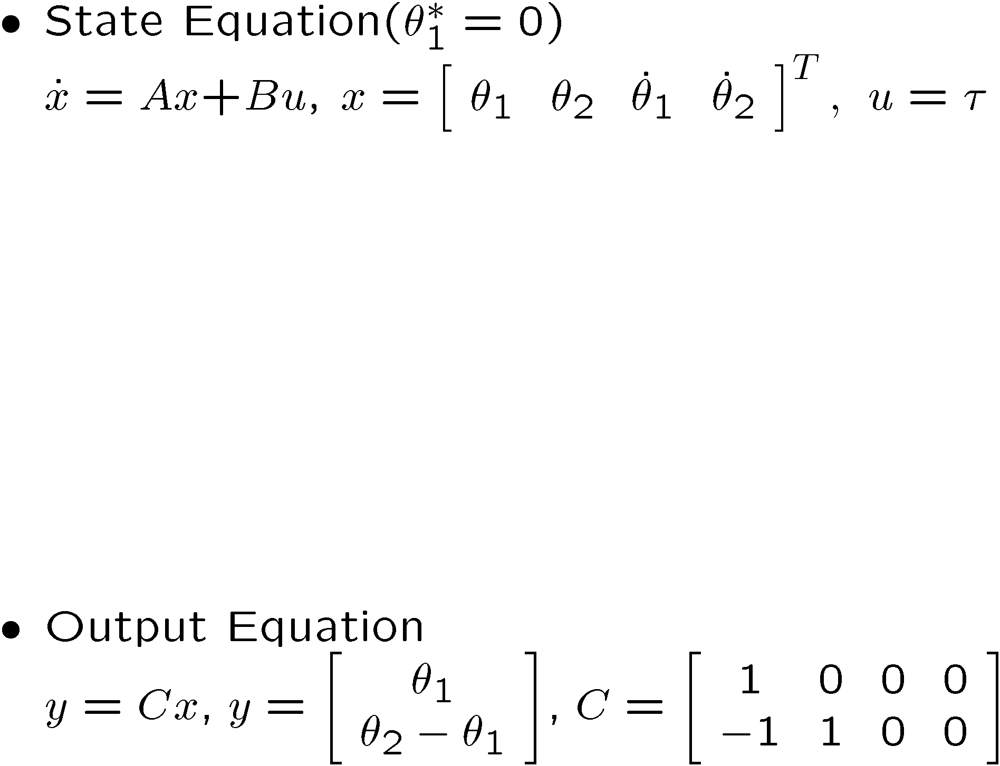 • State Equation(θ₁* = 0)
ẋ = Ax+Bu, x = [ θ₁ θ₂ θ̇₁ θ̇₂ ]ᵀ, u = τ
• Output Equation
y = Cx, y = [ θ₁ ; θ₂ − θ₁ ], C = [ 1 0 0 0 ; −1 1 0 0 ]